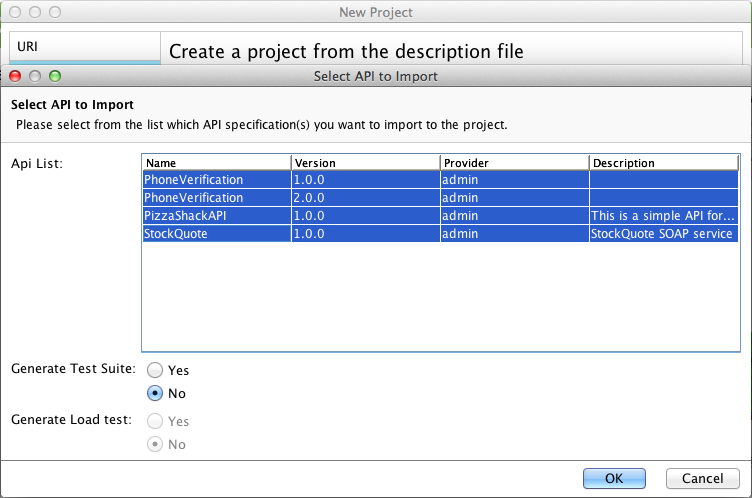 New Project
URI
Create a project from the description file
Select API to Import
Select API to Import
Please select from the list which API specification(s) you want to import to the project.
Api List:
Name Version Provider Description
PhoneVerification 1.0.0 admin
PhoneVerification 2.0.0 admin
PizzaShackAPI 1.0.0 admin This is a simple API for...
StockQuote 1.0.0 admin StockQuote SOAP service
Generate Test Suite: Yes
No
Generate Load test: Yes
No
OK Cancel